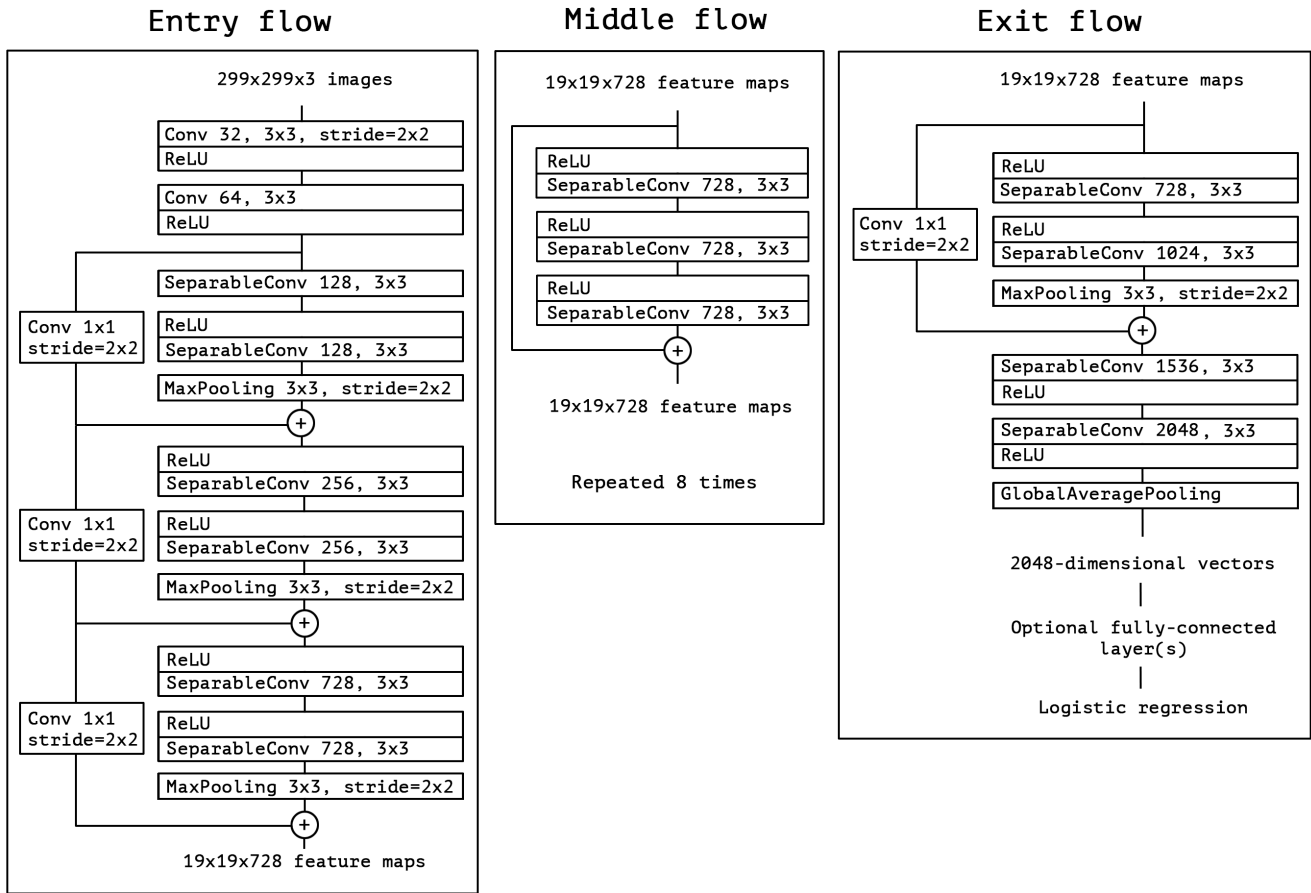 Entry flow
299x299x3 images
Conv 32, 3x3, stride=2x2
ReLU
Conv 64, 3x3
ReLU
SeparableConv 128, 3x3
Conv 1x1
stride=2x2
ReLU
SeparableConv 128, 3x3
MaxPooling 3x3, stride=2x2
+
ReLU
SeparableConv 256, 3x3
Conv 1x1
stride=2x2
ReLU
SeparableConv 256, 3x3
MaxPooling 3x3, stride=2x2
+
ReLU
SeparableConv 728, 3x3
Conv 1x1
stride=2x2
ReLU
SeparableConv 728, 3x3
MaxPooling 3x3, stride=2x2
+
19x19x728 feature maps
Middle flow
19x19x728 feature maps
ReLU
SeparableConv 728, 3x3
ReLU
SeparableConv 728, 3x3
ReLU
SeparableConv 728, 3x3
+
19x19x728 feature maps
Repeated 8 times
Exit flow
19x19x728 feature maps
ReLU
SeparableConv 728, 3x3
Conv 1x1
stride=2x2
ReLU
SeparableConv 1024, 3x3
MaxPooling 3x3, stride=2x2
+
SeparableConv 1536, 3x3
ReLU
SeparableConv 2048, 3x3
ReLU
GlobalAveragePooling
2048-dimensional vectors
Optional fully-connected
layer(s)
Logistic regression